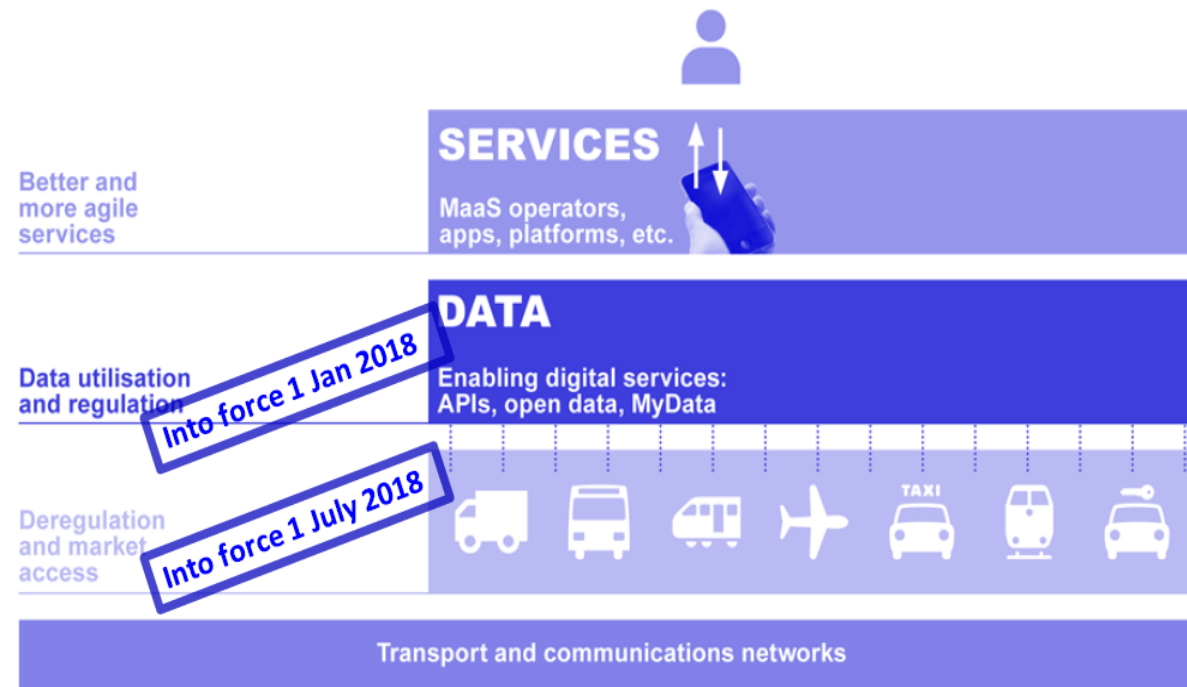 SERVICES
Better and
more agile
services
MaaS operators,
apps, platforms, etc.
DATA
Into force 1 Jan 2018
Data utilisation
and regulation
Enabling digital services:
APIs, open data, MyData
Into force 1 July 2018
TAXI
Deregulation
and market
access
Transport and communications networks